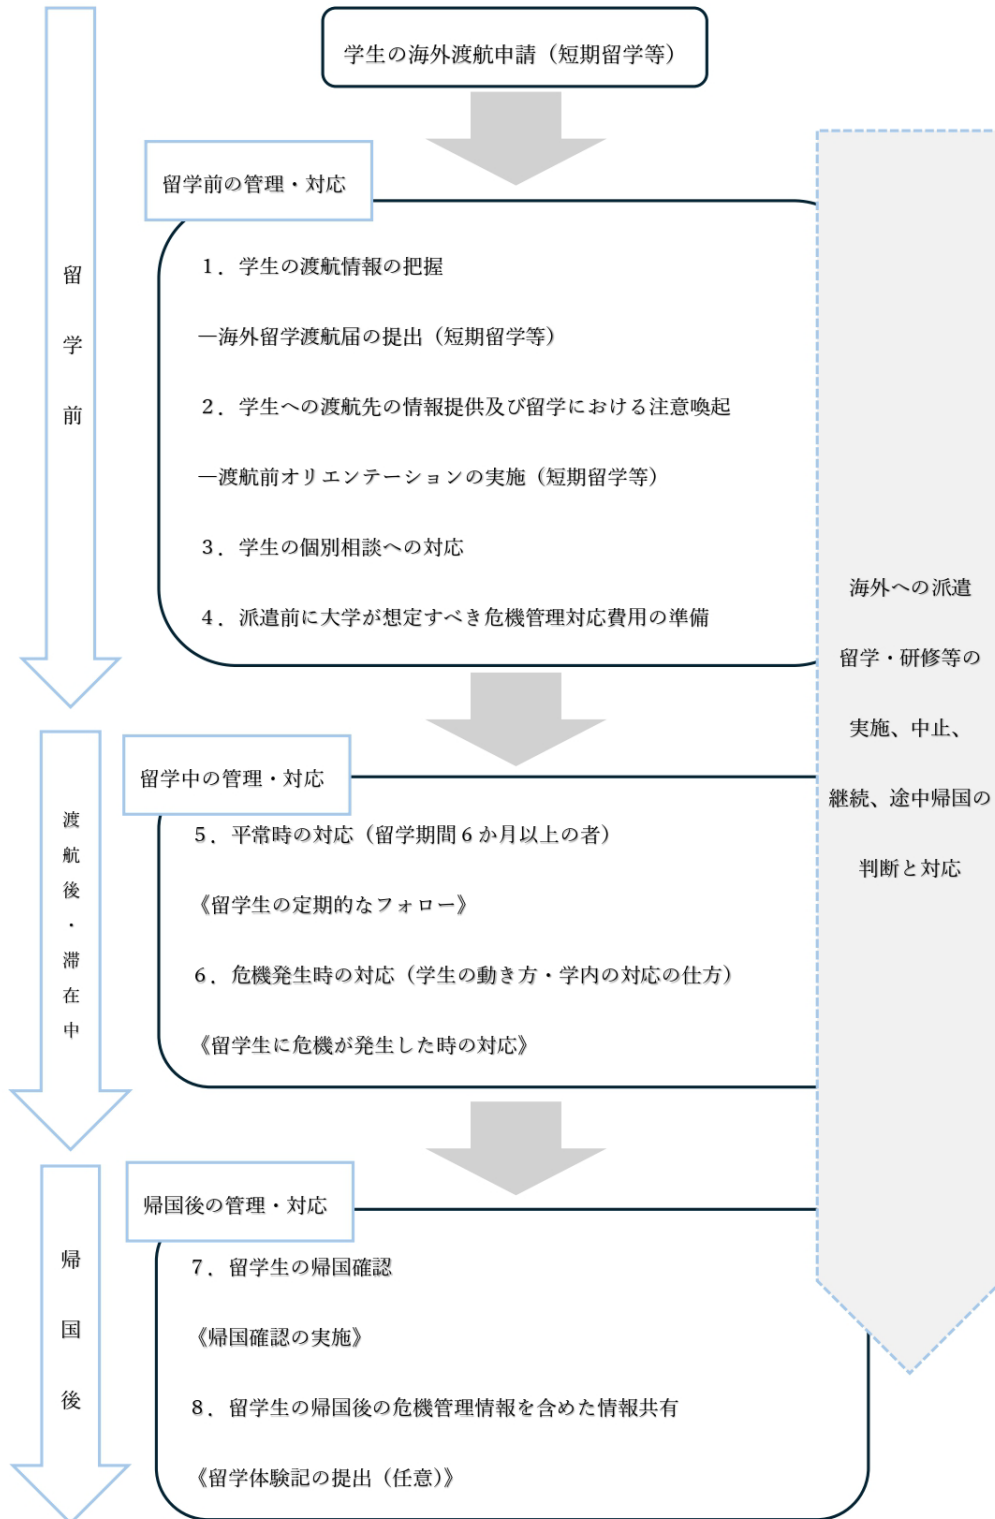 学生の海外渡航申請（短期留学等）
留学前
留学前の管理・対応
１．学生の渡航情報の把握
―海外留学渡航届の提出（短期留学等）
２．学生への渡航先の情報提供及び留学における注意喚起
―渡航前オリエンテーションの実施（短期留学等）
３．学生の個別相談への対応
４．派遣前に大学が想定すべき危機管理対応費用の準備
渡航後・滞在中
留学中の管理・対応
５．平常時の対応（留学期間６か月以上の者）
《留学生の定期的なフォロー》
６．危機発生時の対応（学生の動き方・学内の対応の仕方）
《留学生に危機が発生した時の対応》
帰国後
帰国後の管理・対応
７．留学生の帰国確認
《帰国確認の実施》
８．留学生の帰国後の危機管理情報を含めた情報共有
《留学体験記の提出（任意）》
海外への派遣
留学・研修等の
実施、中止、
継続、途中帰国の
判断と対応